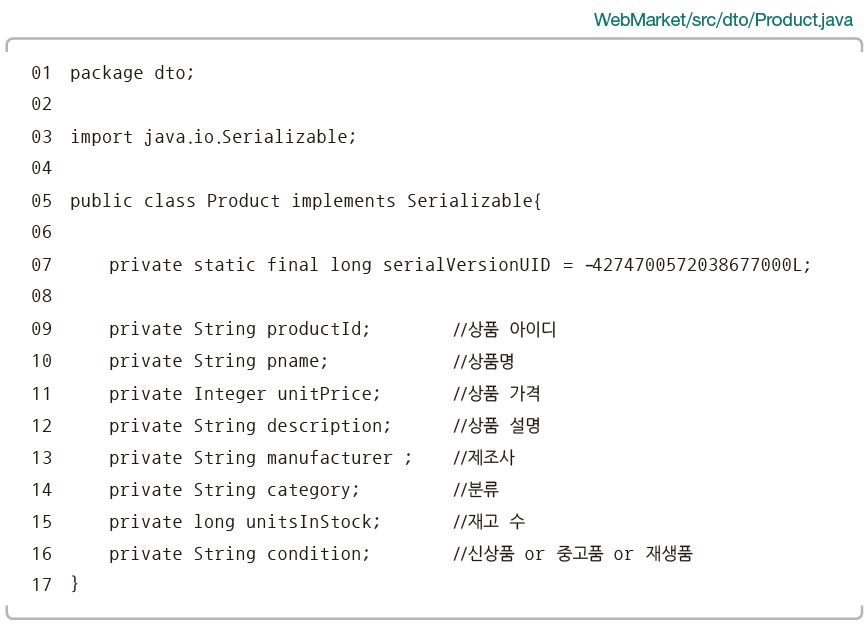 WebMarket/src/dto/Product.java
01 package dto;
02
03 import java.io.Serializable;
04
05 public class Product implements Serializable{
06
07 private static final long serialVersionUID = -4274700572038677000L;
08
09 private String productId; //상품 아이디
10 private String pname; //상품명
11 private Integer unitPrice; //상품 가격
12 private String description; //상품 설명
13 private String manufacturer ; //제조사
14 private String category; //분류
15 private long unitsInStock; //재고 수
16 private String condition; //신상품 or 중고품 or 재생품
17 }